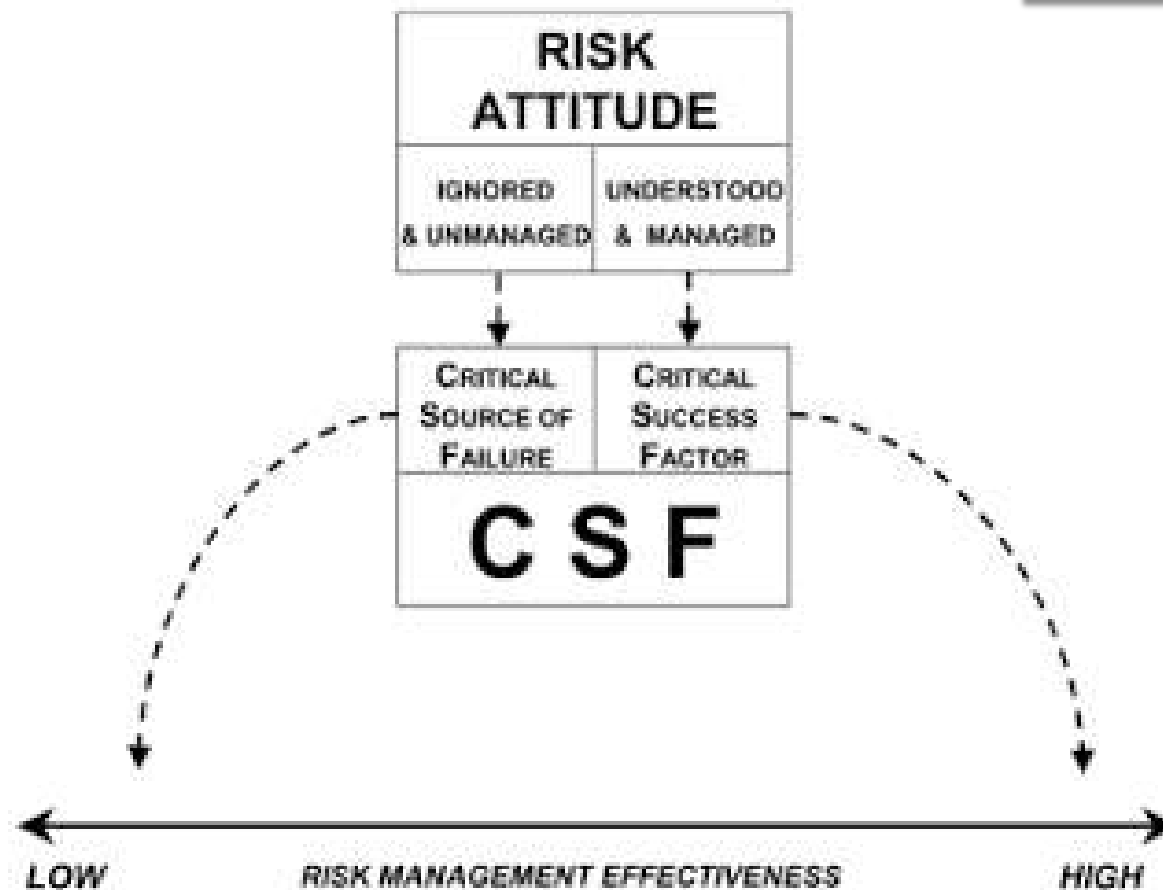 RISK
ATTITUDE
IGNORED
& UNMANAGED
UNDERSTOOD
& MANAGED
CRITICAL
SOURCE OF
FAILURE
CRITICAL
SUCCESS
FACTOR
C S F
LOW
RISK MANAGEMENT EFFECTIVENESS
HIGH